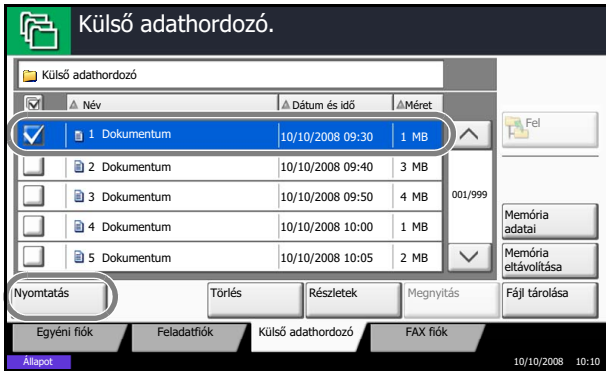 Külső adathordozó.
Külső adathordozó
Név Dátum és idő Méret
1 Dokumentum 10/10/2008 09:30 1 MB
Fel
2 Dokumentum 10/10/2008 09:40 3 MB
3 Dokumentum 10/10/2008 09:50 4 MB
001/999
4 Dokumentum 10/10/2008 10:00 1 MB
Memória
adatai
5 Dokumentum 10/10/2008 10:05 2 MB
Memória
eltávolítása
Nyomtatás Törlés Részletek Megnyitás Fájl tárolása
Egyéni fiók Feladatfiók Külső adathordozó FAX fiók
Állapot 10/10/2008 10:10